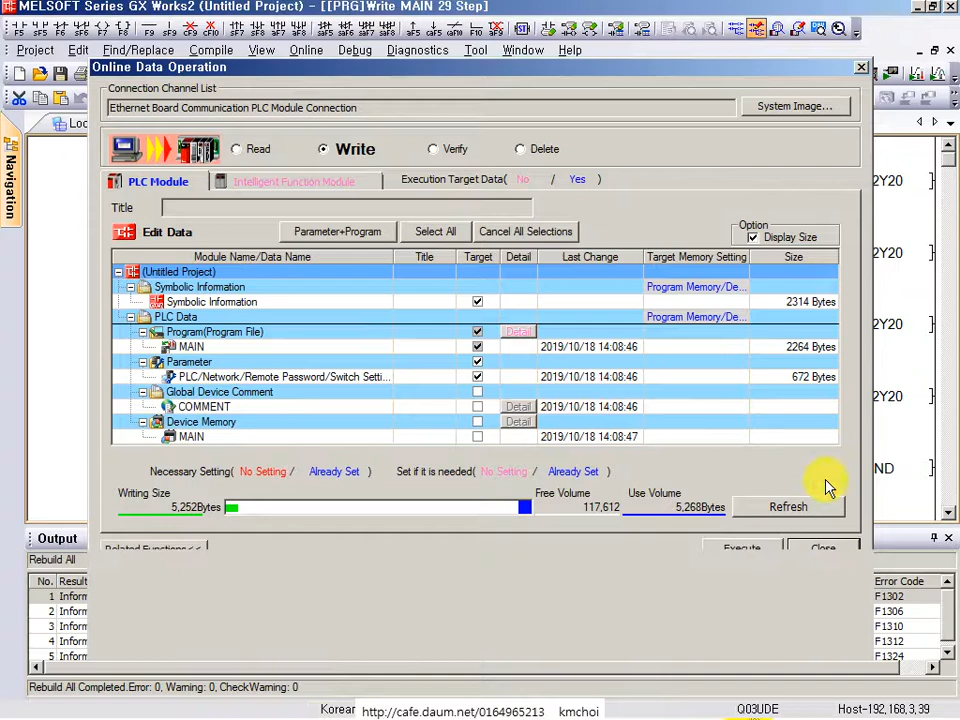 MELSOFT Series GX Works2 (Untitled Project) - [[PRG]Write MAIN 29 Step]
Project Edit Find/Replace Compile View Online Debug Diagnostics Tool Window Help
Online Data Operation
Connection Channel List
Ethernet Board Communication PLC Module Connection
System Image...
Read Write Verify Delete
PLC Module Intelligent Function Module Execution Target Data( No / Yes )
Title
Edit Data Parameter+Program Select All Cancel All Selections
Option
Display Size
Module Name/Data Name Title Target Detail Last Change Target Memory Setting Size
(Untitled Project)
Symbolic Information Program Memory/De...
Symbolic Information 2314 Bytes
PLC Data Program Memory/De...
Program(Program File) Detail
MAIN 2019/10/18 14:08:46 2264 Bytes
Parameter
PLC/Network/Remote Password/Switch Setti... 2019/10/18 14:08:46 672 Bytes
Global Device Comment
COMMENT Detail 2019/10/18 14:08:46
Device Memory Detail
MAIN 2019/10/18 14:08:47
Necessary Setting( No Setting / Already Set ) Set if it is needed( No Setting / Already Set )
Writing Size Free Volume Use Volume
5,252Bytes 117,612 5,268Bytes Refresh
Related Functions<< Execute Close
Navigation
Output
Rebuild All
No. Result Error Code
1 Inform F1302
2 Inform F1306
3 Inform F1310
4 Inform F1312
5 Inform F1324
Rebuild All Completed.Error: 0, Warning: 0, CheckWarning: 0
Korean http://cafe.daum.net/0164965213 kmchoi Q03UDE Host-192,168,3,39